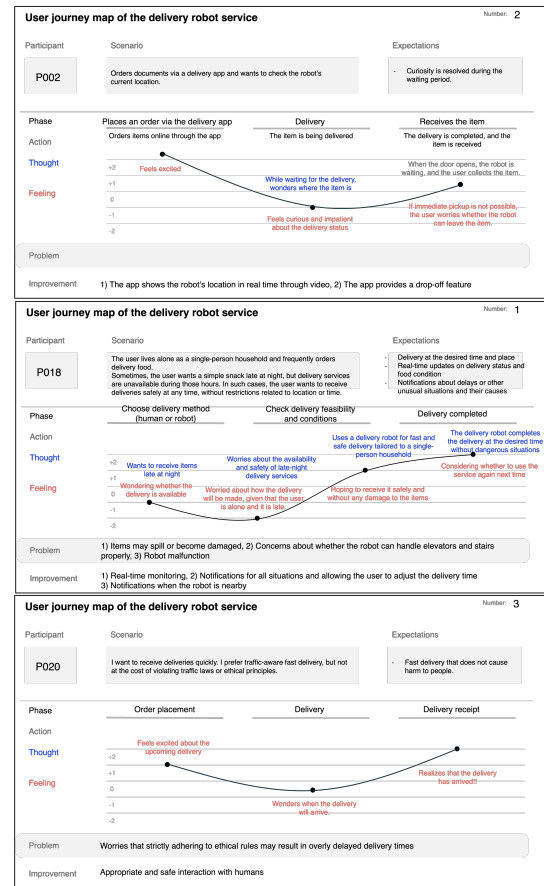 User journey map of the delivery robot service
Number: 2
Participant
Scenario
Expectations
P002
Orders documents via a delivery app and wants to check the robot's
current location.
- Curiosity is resolved during the
waiting period.
Phase
Places an order via the delivery app
Delivery
Receives the item
Action
Orders items online through the app
The item is being delivered
The delivery is completed, and the
item is received
Thought
While waiting for the delivery,
wonders where the item is
When the door opens, the robot is
waiting, and the user collects the item.
Feeling
+2
+1
0
-1
-2
Feels excited
Feels curious and impatient
about the delivery status
If immediate pickup is not possible,
the user worries whether the robot
can leave the item.
Problem
Improvement
1) The app shows the robot's location in real time through video, 2) The app provides a drop-off feature
User journey map of the delivery robot service
Number: 1
Participant
Scenario
Expectations
P018
The user lives alone as a single-person household and frequently orders
delivery food.
Sometimes, the user wants a simple snack late at night, but delivery services
are unavailable during those hours. In such cases, the user wants to receive
deliveries safely at any time, without restrictions related to location or time.
- Delivery at the desired time and place
- Real-time updates on delivery status and
food condition
- Notifications about delays or other
unusual situations and their causes
Phase
Choose delivery method
(human or robot)
Check delivery feasibility
and conditions
Delivery completed
Action
Thought
Wants to receive items
late at night
Worries about the availability
and safety of late-night
delivery services
Uses a delivery robot for fast and
safe delivery tailored to a single-
person household
The delivery robot completes
the delivery at the desired time
without dangerous situations
Feeling
+2
+1
0
-1
-2
Wondering whether the
delivery is available
Worried about how the delivery
will be made, given that the user
is alone and it is late.
Hoping to receive it safely and
without any damage to the items
Considering whether to use the
service again next time
Problem
1) Items may spill or become damaged, 2) Concerns about whether the robot can handle elevators and stairs
properly, 3) Robot malfunction
Improvement
1) Real-time monitoring, 2) Notifications for all situations and allowing the user to adjust the delivery time
3) Notifications when the robot is nearby
User journey map of the delivery robot service
Number: 3
Participant
Scenario
Expectations
P020
I want to receive deliveries quickly. I prefer traffic-aware fast delivery, but not
at the cost of violating traffic laws or ethical principles.
- Fast delivery that does not cause
harm to people.
Phase
Order placement
Delivery
Delivery receipt
Action
Thought
Feeling
+2
+1
0
-1
-2
Feels excited about the
upcoming delivery
Wonders when the delivery
will arrive.
Realizes that the delivery
has arrived!!
Problem
Worries that strictly adhering to ethical rules may result in overly delayed delivery times
Improvement
Appropriate and safe interaction with humans